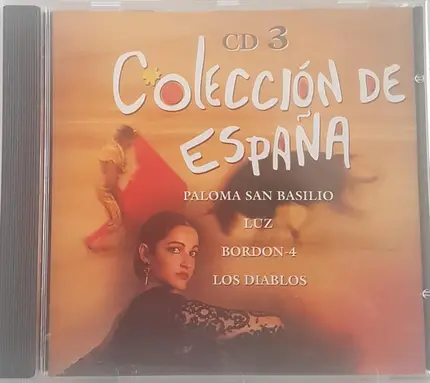 CD 3
COLECCIÓN DE
ESPAÑA
PALOMA SAN BASILIO
LUZ
BORDON-4
LOS DIABLOS